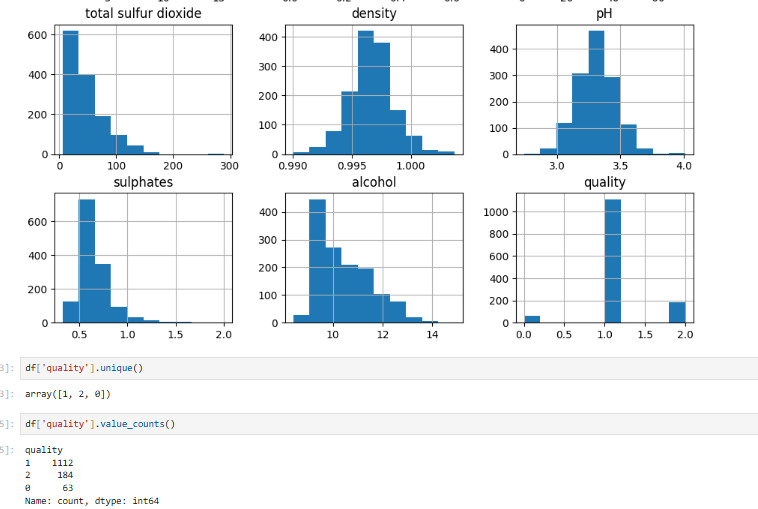 total sulfur dioxide density pH
600
400
200
0
0 100 200 300
400
300
200
100
0
0.990 0.995 1.000
400
300
200
100
0
3.0 3.5 4.0
sulphates alcohol quality
600
400
200
0
0.5 1.0 1.5 2.0
400
300
200
100
0
10 12 14
1000
800
600
400
200
0
0.0 0.5 1.0 1.5 2.0
3]: df['quality'].unique()
3]: array([1, 2, 0])
5]: df['quality'].value_counts()
5]: quality
1 1112
2 184
0 63
Name: count, dtype: int64